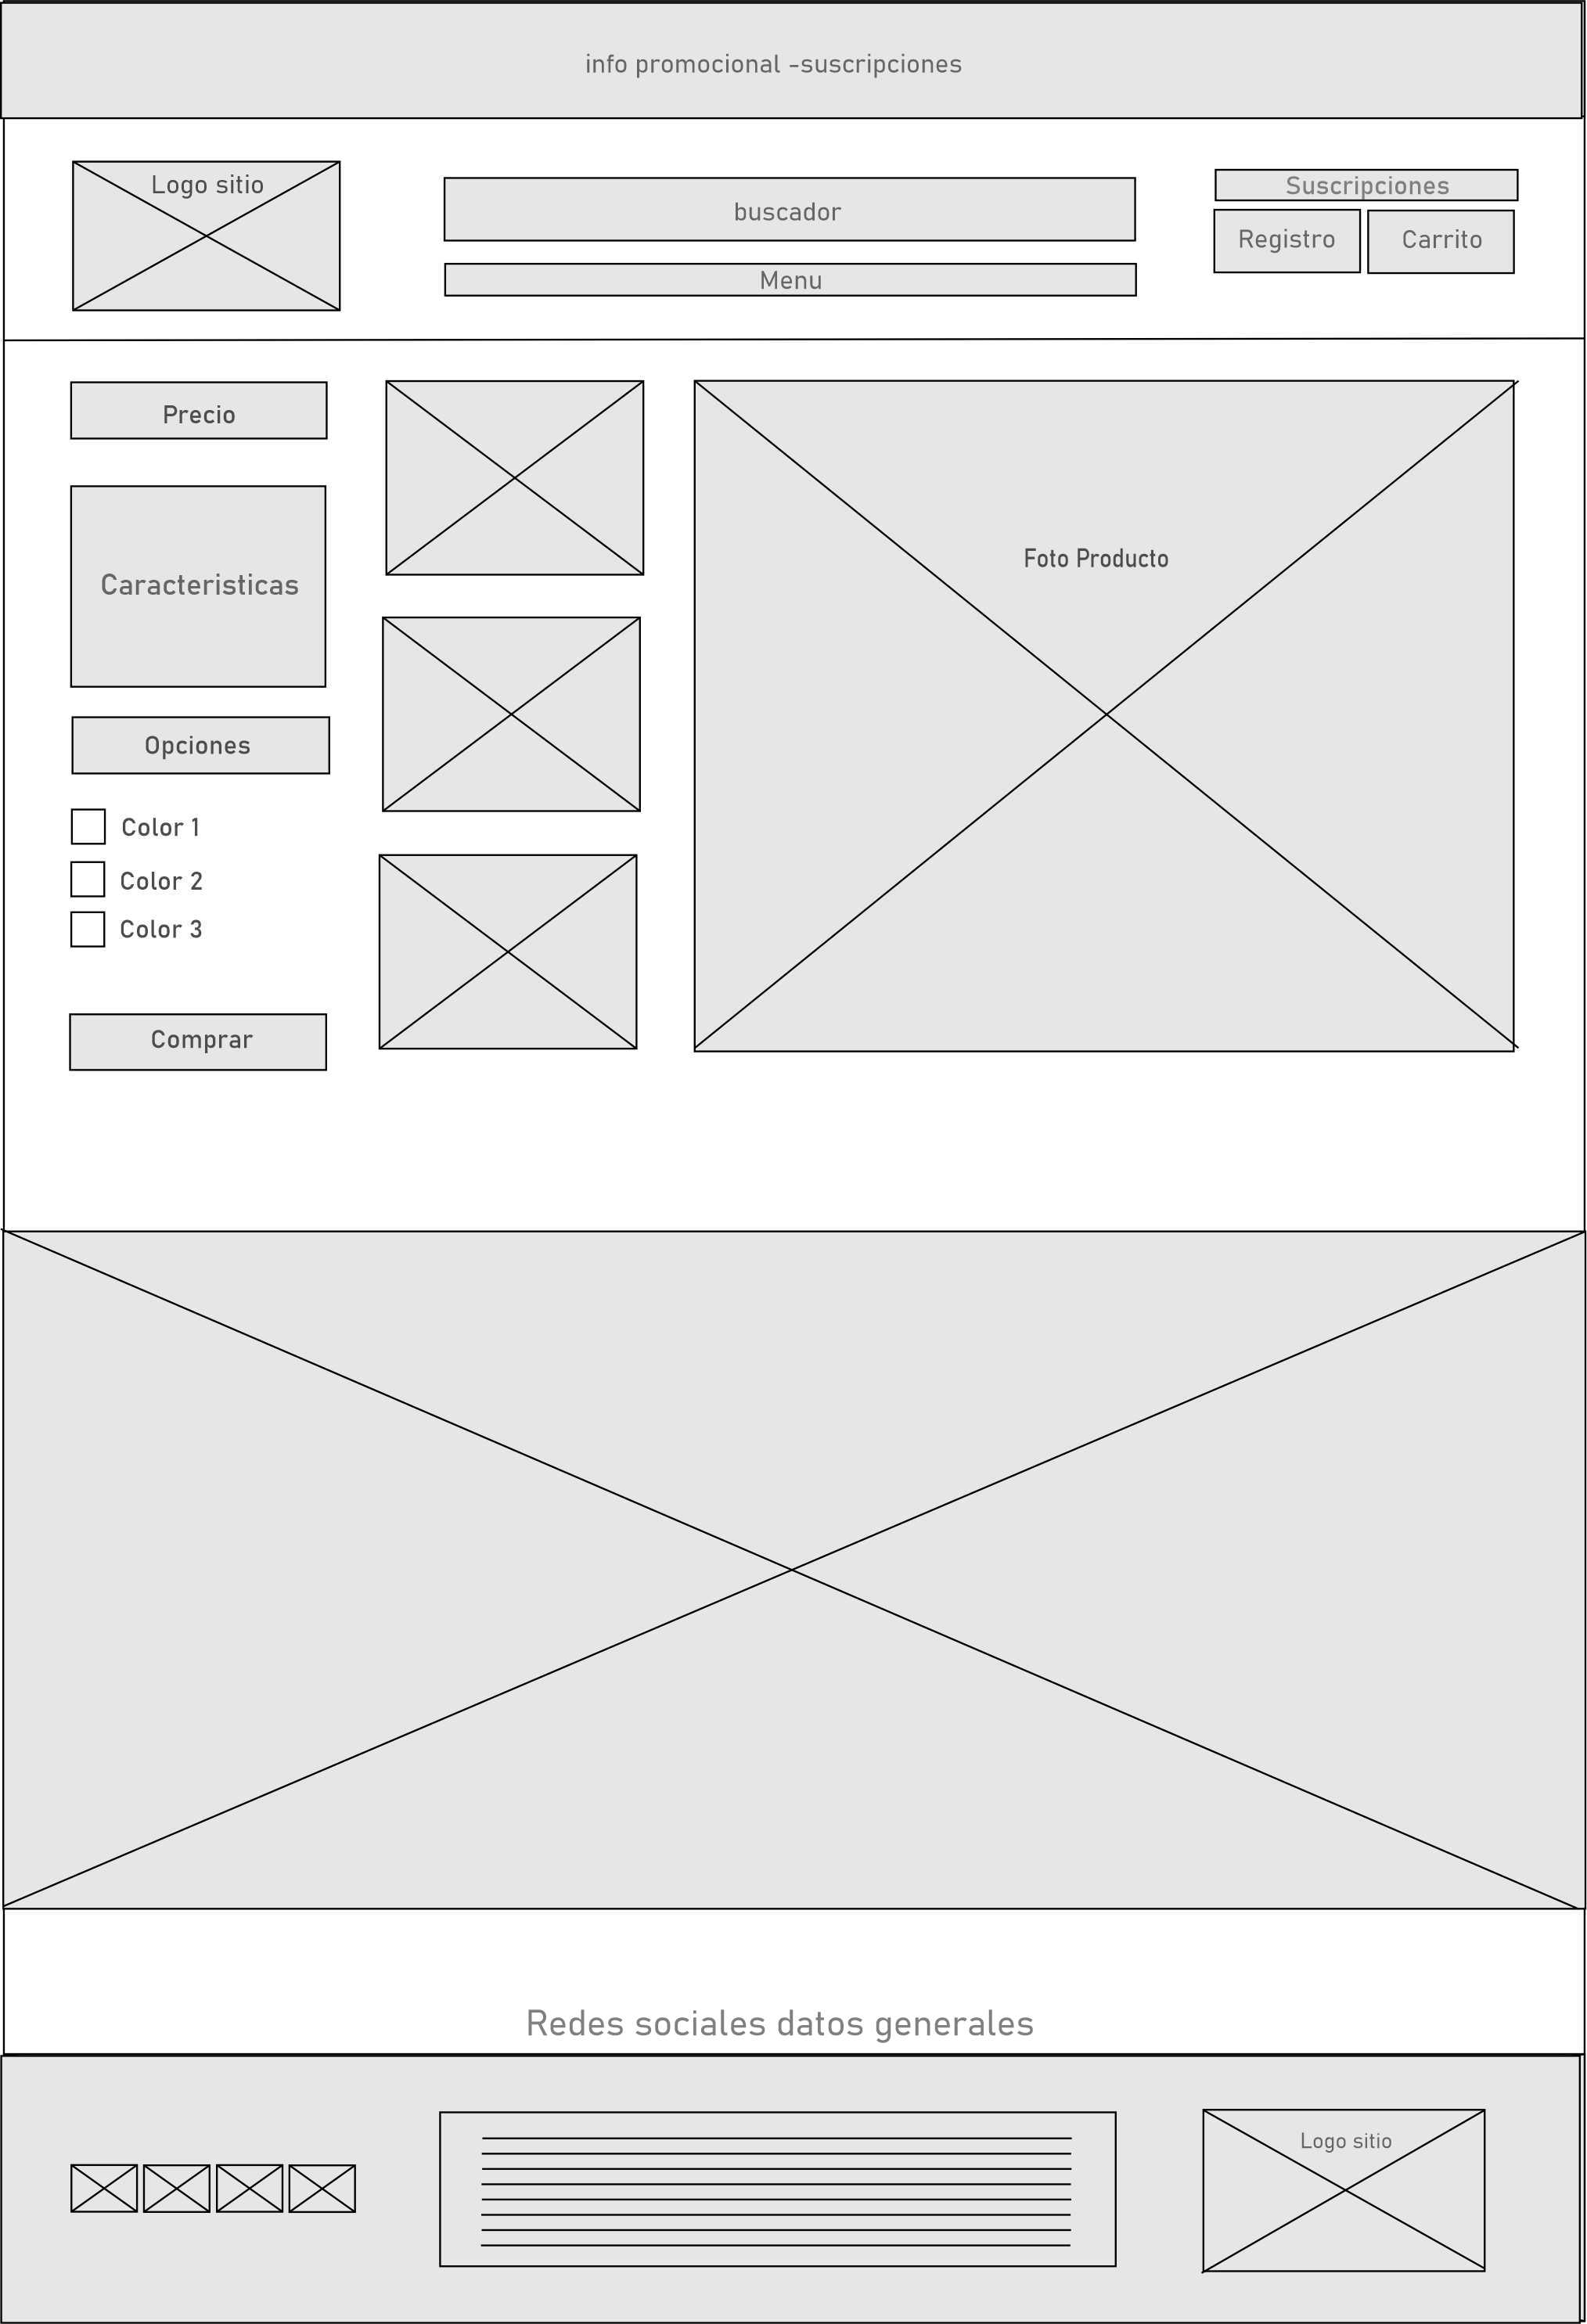 info promocional -suscripciones
Logo sitio
buscador
Menu
Suscripciones
Registro
Carrito
Precio
Caracteristicas
Opciones
Color 1
Color 2
Color 3
Comprar
Foto Producto
Redes sociales datos generales
Logo sitio